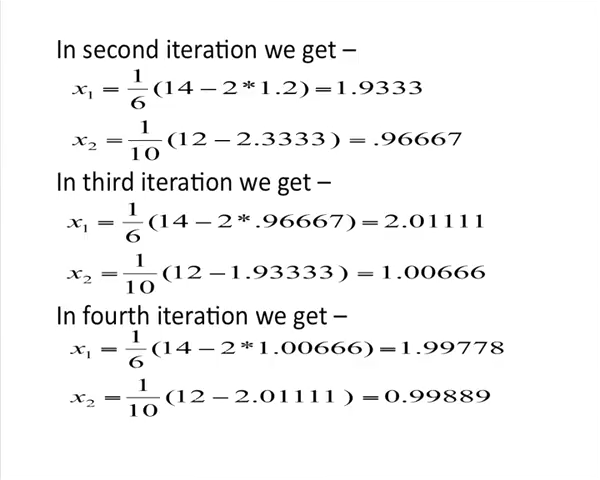 In second iteration we get –
x₁ = 1/6 (14 – 2*1.2) = 1.9333
x₂ = 1/10 (12 – 2.3333) = .96667
In third iteration we get –
x₁ = 1/6 (14 – 2*.96667) = 2.01111
x₂ = 1/10 (12 – 1.93333) = 1.00666
In fourth iteration we get –
x₁ = 1/6 (14 – 2*1.00666) = 1.99778
x₂ = 1/10 (12 – 2.01111) = 0.99889